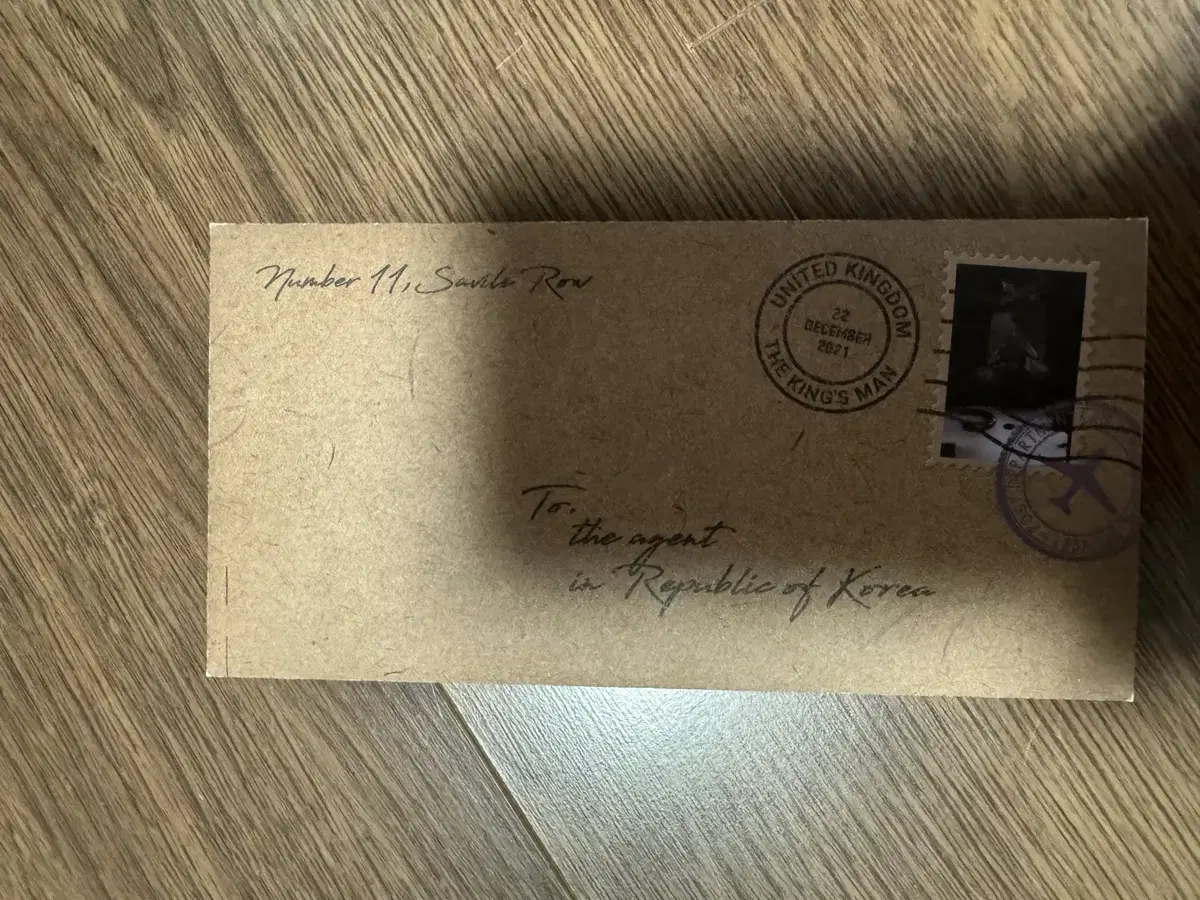 Number 11, Savile Row
UNITED KINGDOM
22
DECEMBER
2021
THE KING'S MAN
To.
the agent
in Republic of Korea